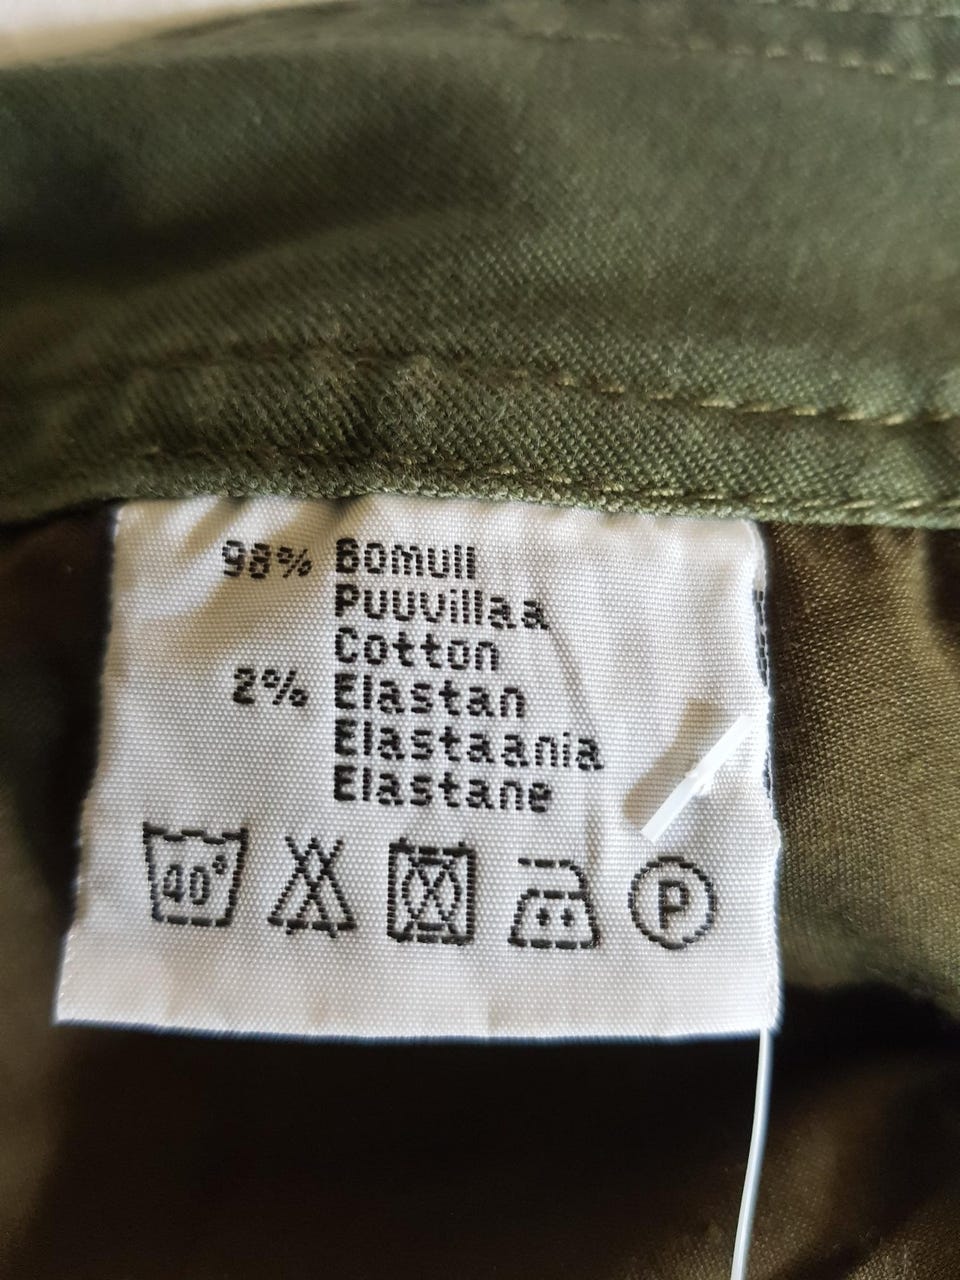 98% Bomull
Puuvillaa
Cotton
2% Elastan
Elastaania
Elastane
40°
P